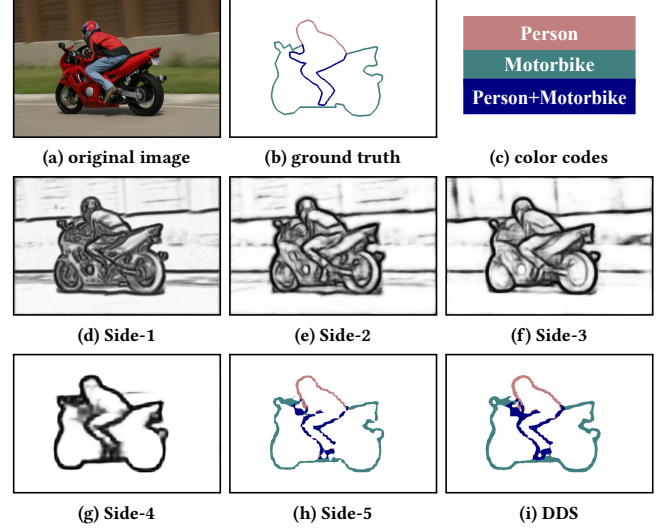 Person
Motorbike
Person+Motorbike
(a) original image
(b) ground truth
(c) color codes
(d) Side-1
(e) Side-2
(f) Side-3
(g) Side-4
(h) Side-5
(i) DDS